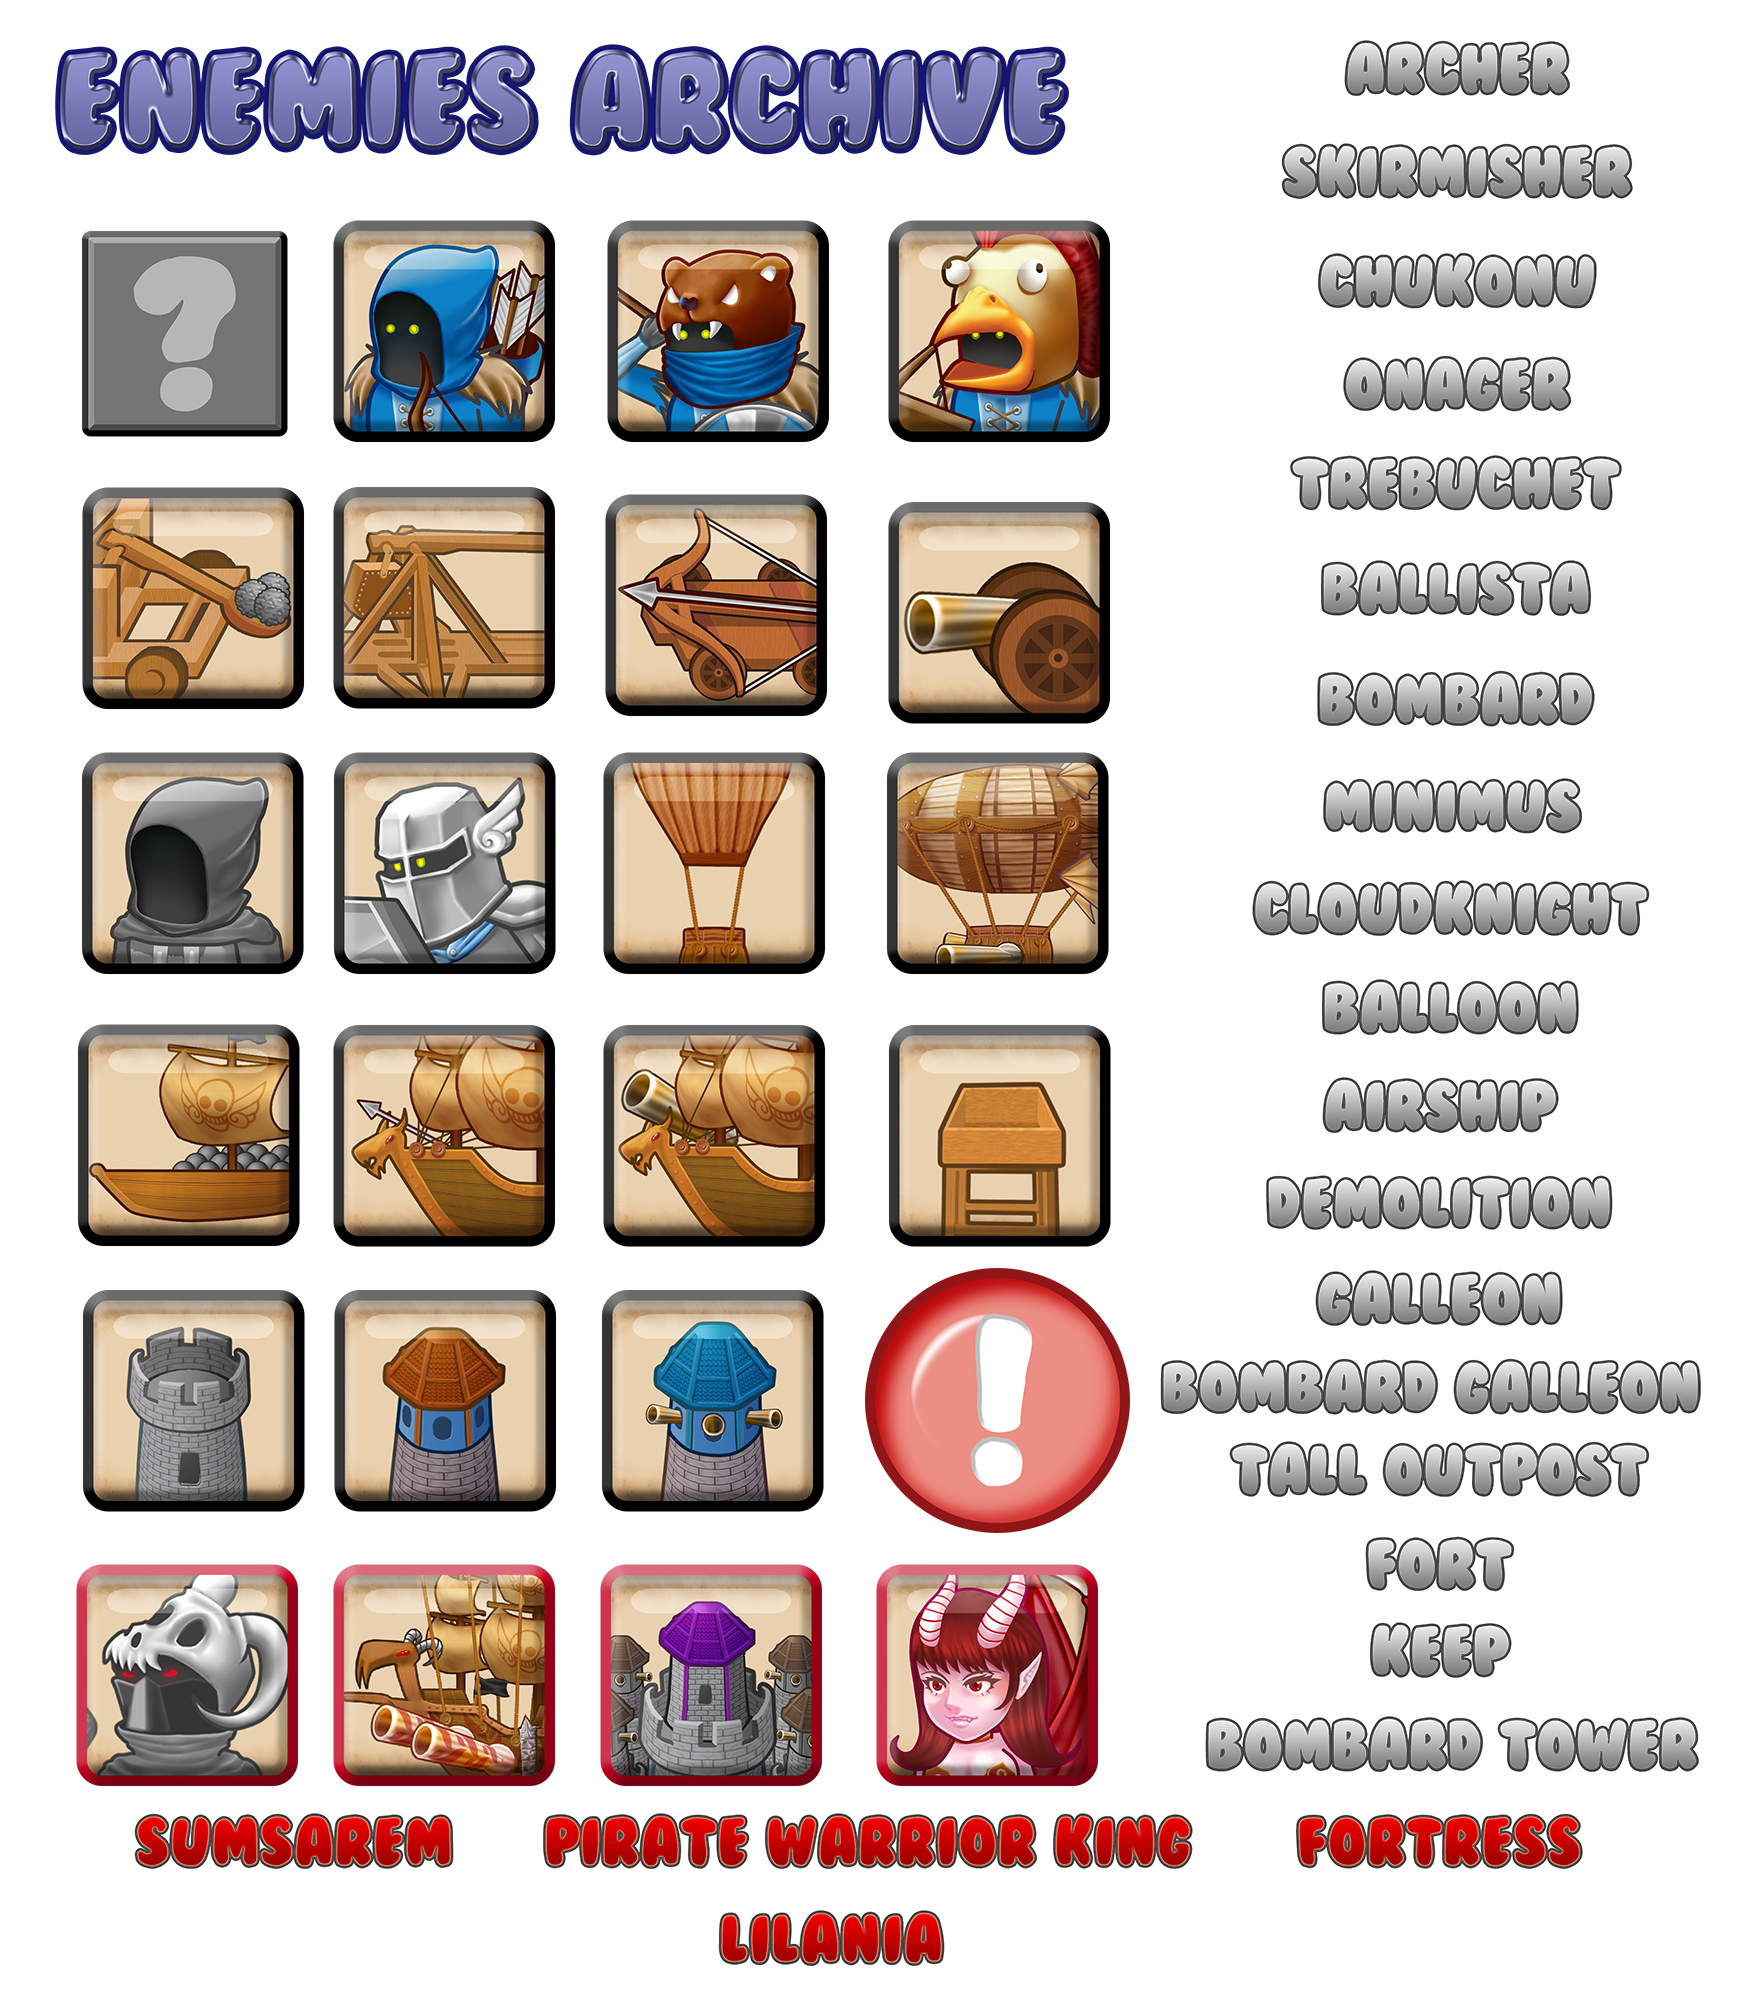 ENEMIES ARCHIVE
ARCHER
SKIRMISHER
CHUKONU
?
ONAGER
TREBUCHET
BALLISTA
BOMBARD
MINIMUS
CLOUDKNIGHT
BALLOON
AIRSHIP
DEMOLITION
GALLEON
BOMBARD GALLEON
!
TALL OUTPOST
FORT
KEEP
BOMBARD TOWER
SUMSAREM PIRATE WARRIOR KING FORTRESS
LILANIA